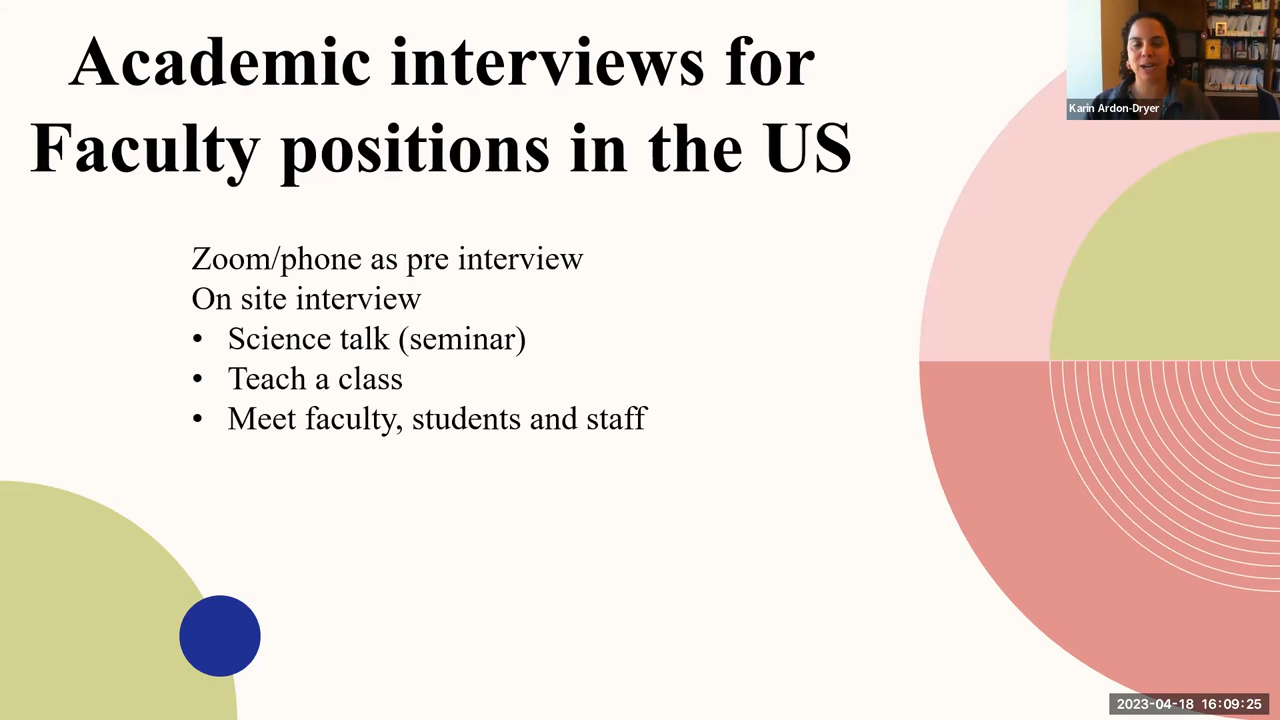 Academic interviews for
Faculty positions in the US
Karin Ardon-Dryer
Zoom/phone as pre interview
On site interview
• Science talk (seminar)
• Teach a class
• Meet faculty, students and staff
2023-04-18 16:09:25